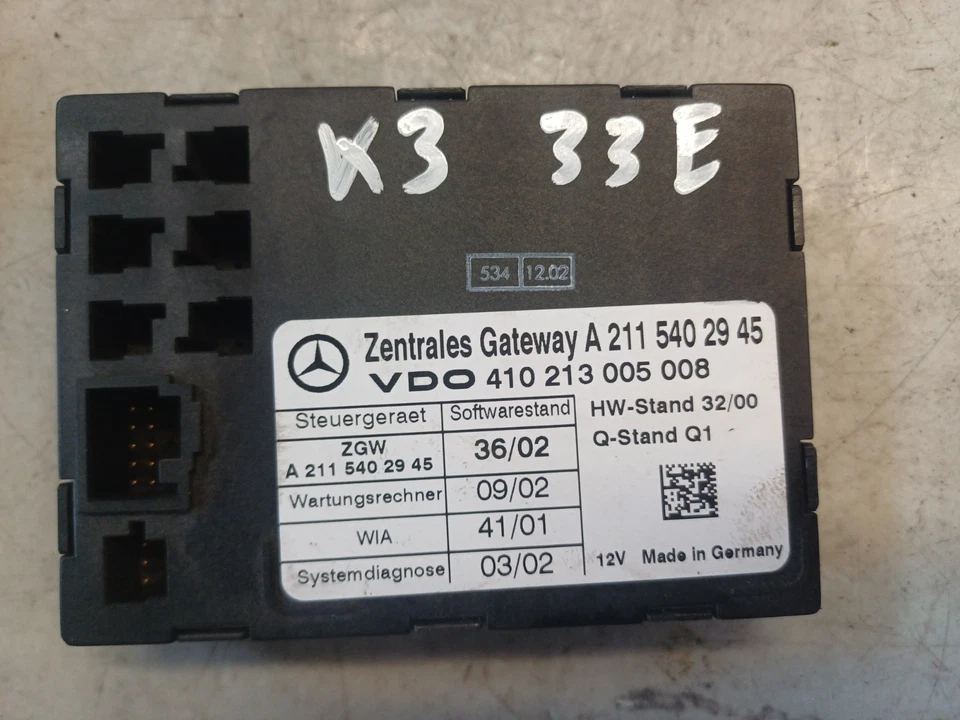 K3 33E
534 12.02
Zentrales Gateway A 211 540 29 45
VDO 410 213 005 008
Steuergeraet Softwarestand
ZGW
A 211 540 29 45 36/02
Wartungsrechner 09/02
WIA 41/01
Systemdiagnose 03/02
HW-Stand 32/00
Q-Stand Q1
12V Made in Germany